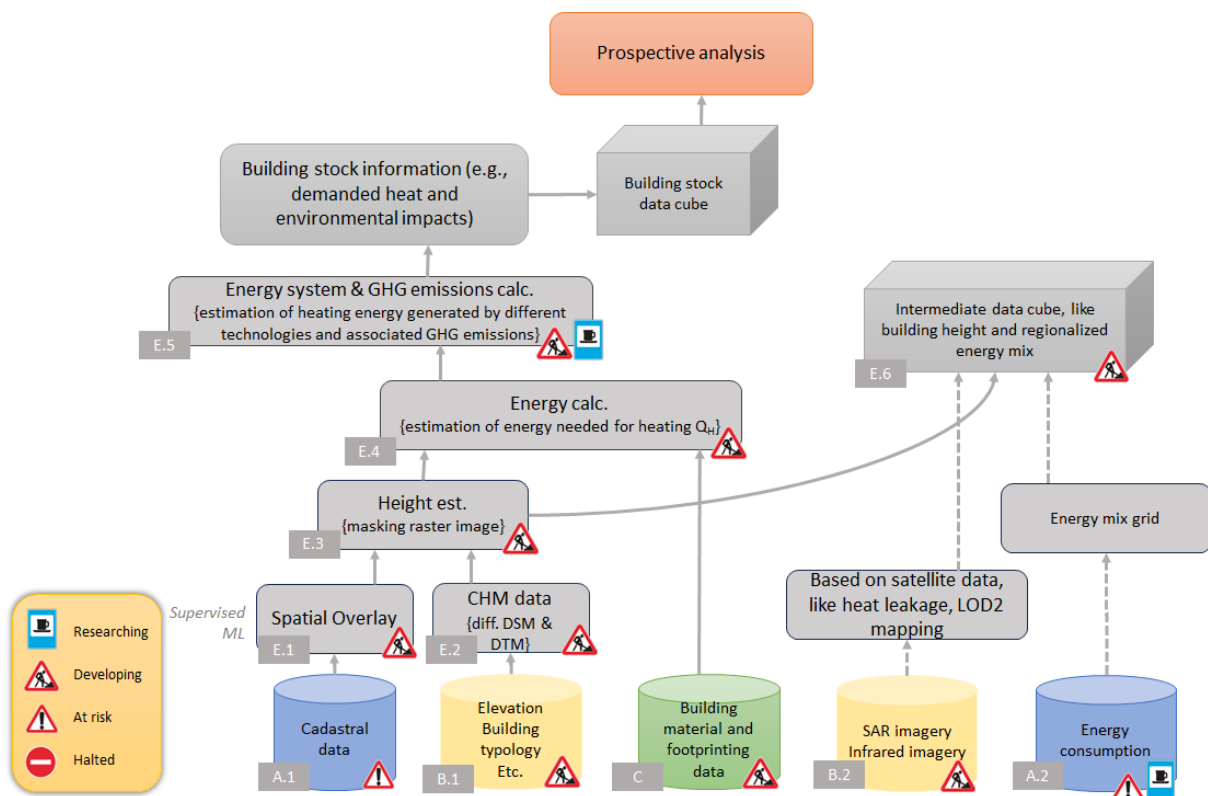 Prospective analysis
Building stock information (e.g.,
demanded heat and
environmental impacts)
Building stock
data cube
Energy system & GHG emissions calc.
{estimation of heating energy generated by different
technologies and associated GHG emissions}
E.5
Intermediate data cube, like
building height and regionalized
energy mix
E.6
Energy calc.
{estimation of energy needed for heating QH}
E.4
Height est.
{masking raster image}
E.3
Energy mix grid
Based on satellite data,
like heat leakage, LOD2
mapping
Supervised
ML
Spatial Overlay
E.1
CHM data
{diff. DSM &
DTM}
E.2
Researching
Developing
At risk
Halted
Cadastral
data
A.1
Elevation
Building
typology
Etc.
B.1
Building
material and
footprinting
data
C
SAR imagery
Infrared imagery
B.2
Energy
consumption
A.2